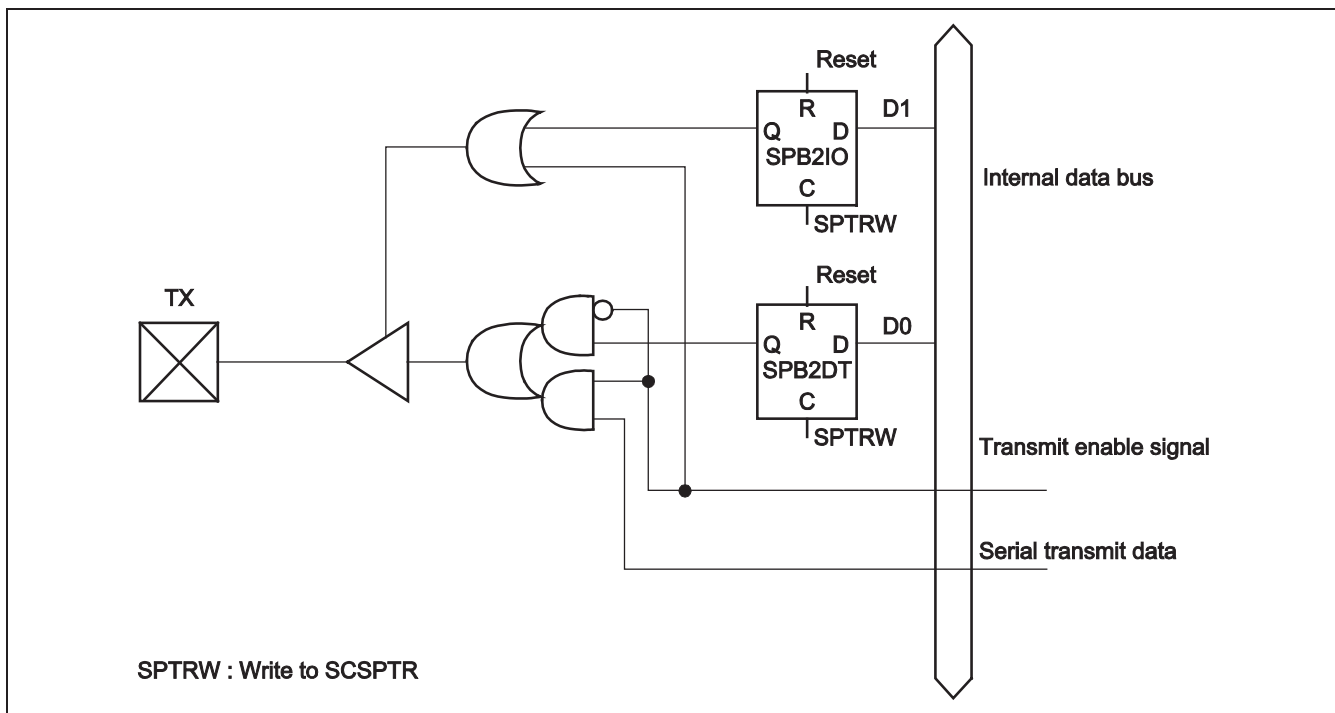 Reset
R
D1
Q D
SPB2IO
C
SPTRW
Internal data bus
Reset
TX
R
D0
Q D
SPB2DT
C
SPTRW
Transmit enable signal
Serial transmit data
SPTRW : Write to SCSPTR